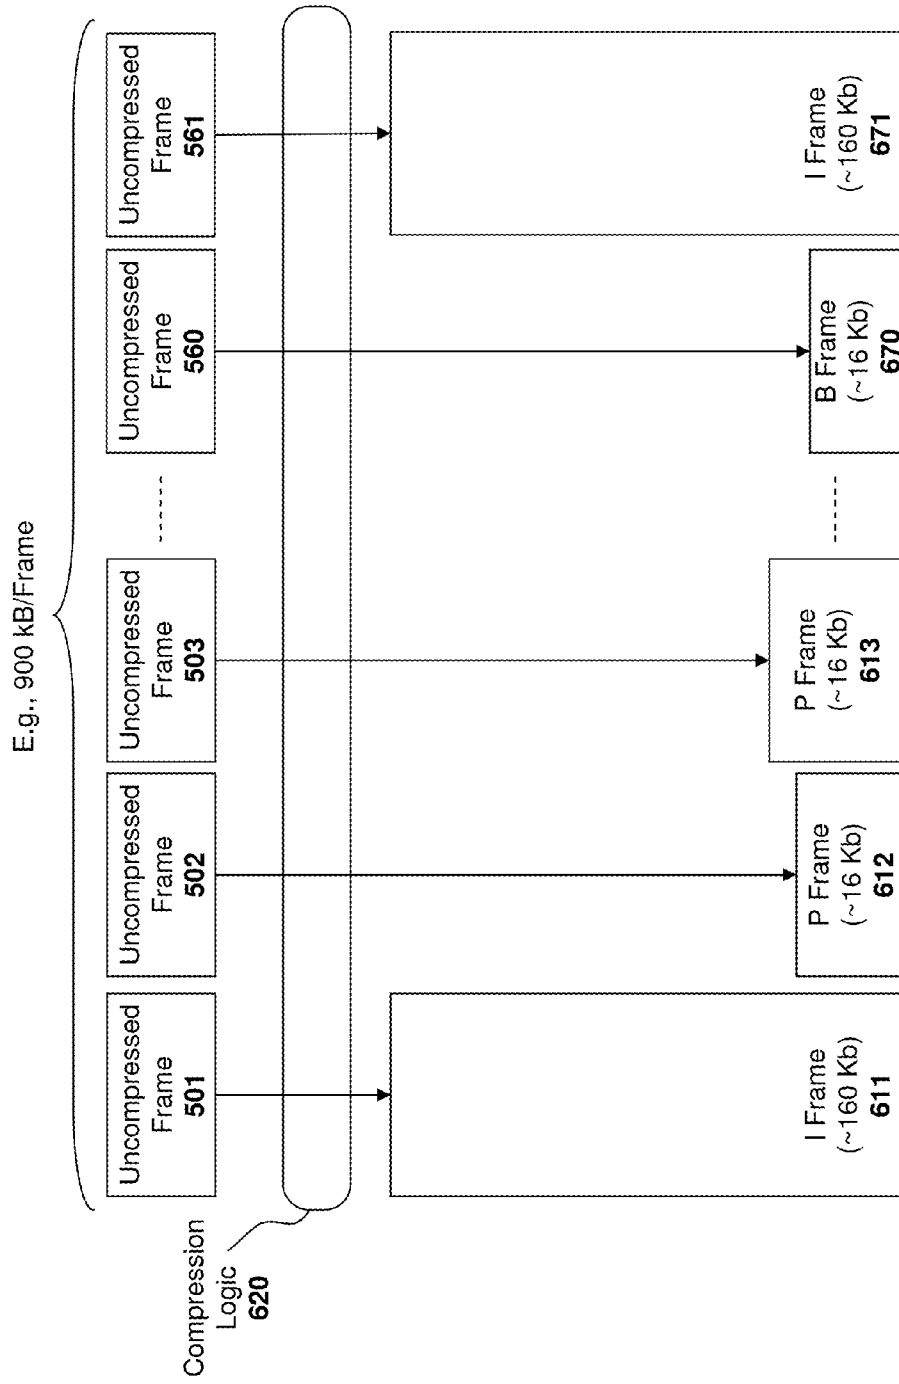 E.g., 900 kB/Frame
Uncompressed
Frame
501
Uncompressed
Frame
502
Uncompressed
Frame
503
Uncompressed
Frame
560
Uncompressed
Frame
561
Compression
Logic
620
I Frame
(~160 Kb)
611
P Frame
(~16 Kb)
612
P Frame
(~16 Kb)
613
B Frame
(~16 Kb)
670
I Frame
(~160 Kb)
671